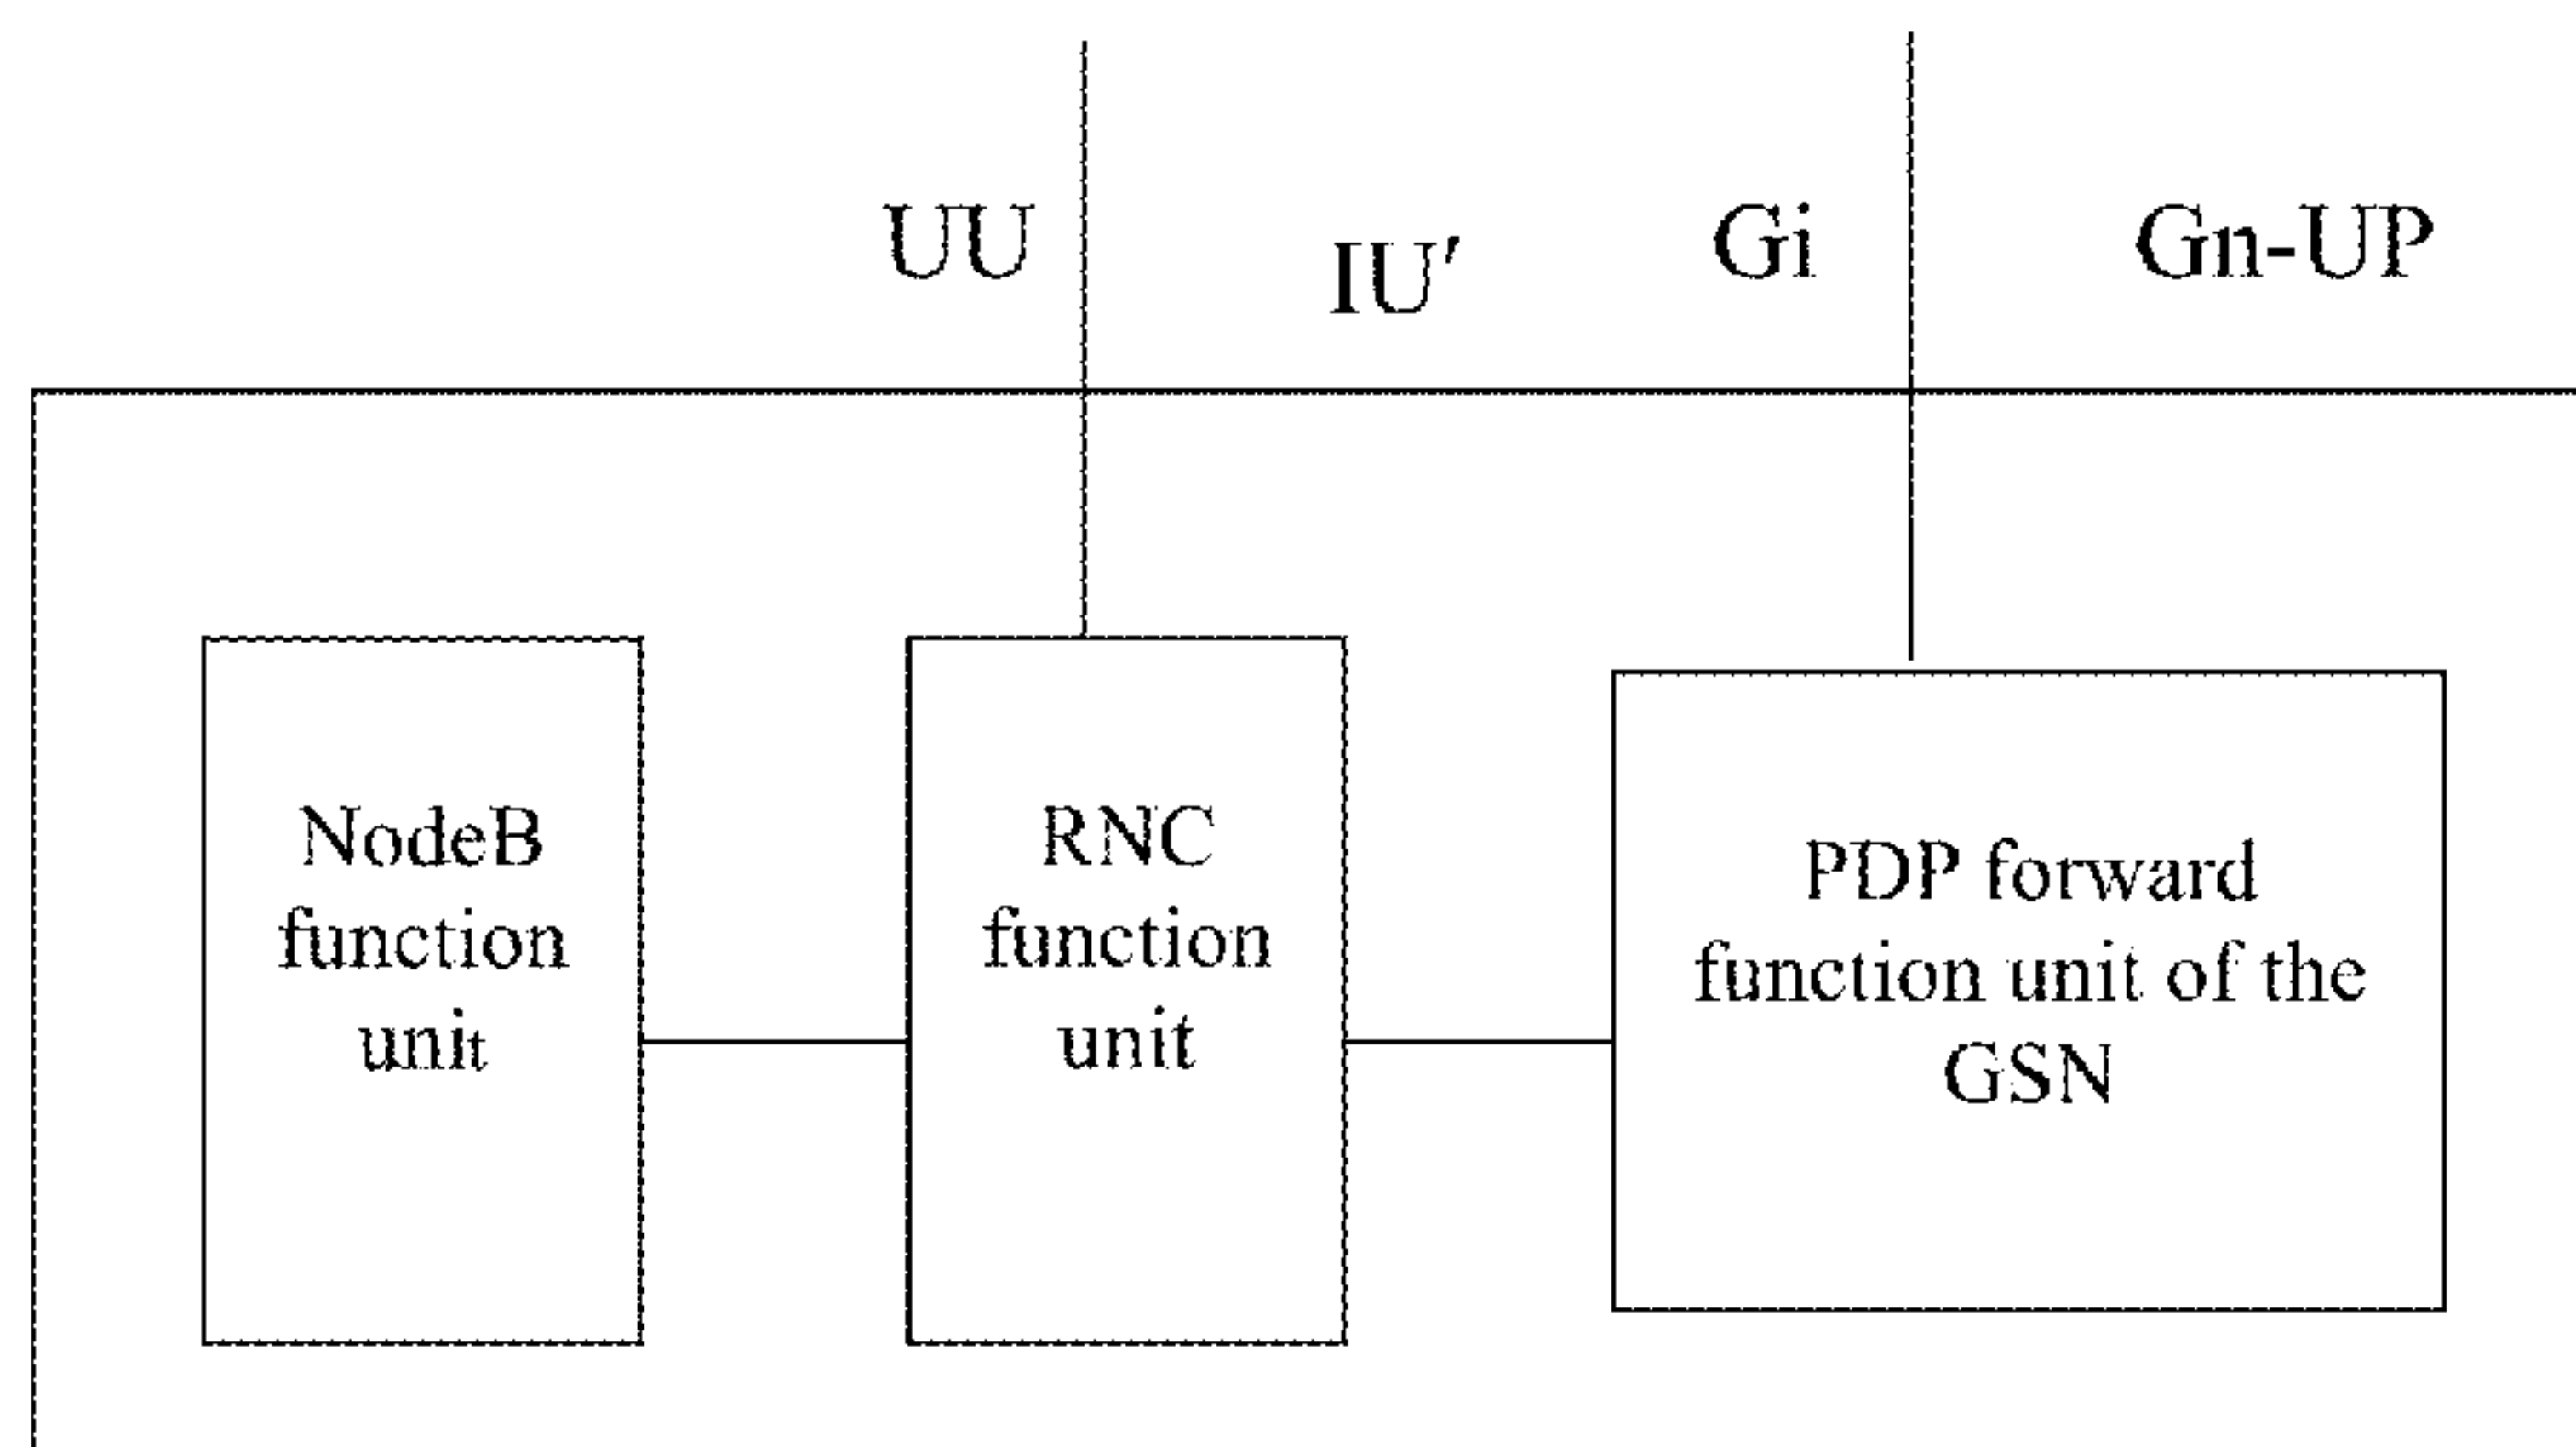 UU
IU′
Gi
Gn-UP
NodeB
function
unit
RNC
function
unit
PDP forward
function unit of the
GSN